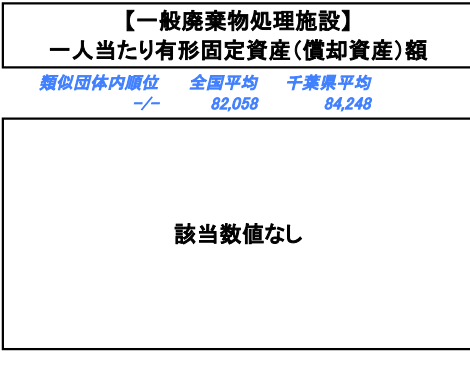 【一般廃棄物処理施設】
一人当たり有形固定資産（償却資産）額
類似団体内順位 全国平均 千葉県平均
-/- 82,058 84,248
該当数値なし